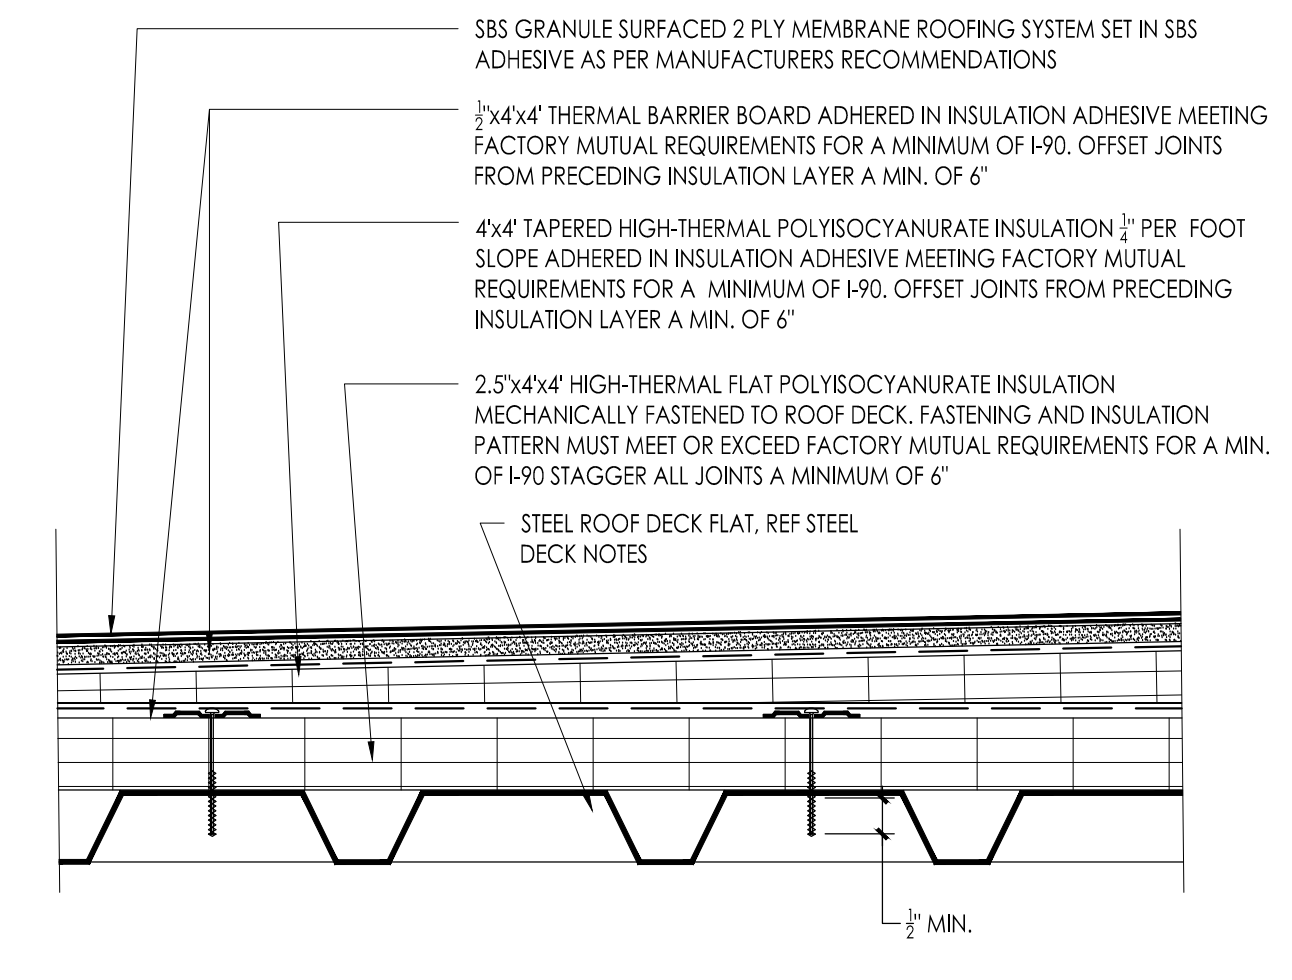 SBS GRANULE SURFACED 2 PLY MEMBRANE ROOFING SYSTEM SET IN SBS
ADHESIVE AS PER MANUFACTURERS RECOMMENDATIONS
½"x4'x4' THERMAL BARRIER BOARD ADHERED IN INSULATION ADHESIVE MEETING
FACTORY MUTUAL REQUIREMENTS FOR A MINIMUM OF I-90. OFFSET JOINTS
FROM PRECEDING INSULATION LAYER A MIN. OF 6"
4'x4' TAPERED HIGH-THERMAL POLYISOCYANURATE INSULATION ¼" PER FOOT
SLOPE ADHERED IN INSULATION ADHESIVE MEETING FACTORY MUTUAL
REQUIREMENTS FOR A MINIMUM OF I-90. OFFSET JOINTS FROM PRECEDING
INSULATION LAYER A MIN. OF 6"
2.5"x4'x4' HIGH-THERMAL FLAT POLYISOCYANURATE INSULATION
MECHANICALLY FASTENED TO ROOF DECK. FASTENING AND INSULATION
PATTERN MUST MEET OR EXCEED FACTORY MUTUAL REQUIREMENTS FOR A MIN.
OF I-90 STAGGER ALL JOINTS A MINIMUM OF 6"
STEEL ROOF DECK FLAT, REF STEEL
DECK NOTES
½" MIN.